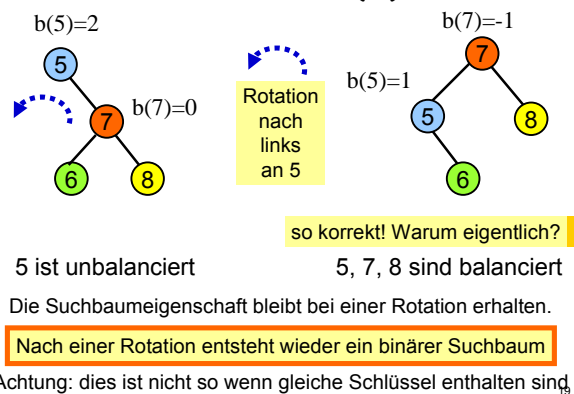 b(5)=2
b(7)=-1
5
7
b(7)=0
6
8
Rotation
nach
links
an 5
b(5)=1
7
5
8
6
so korrekt! Warum eigentlich?
5 ist unbalanciert
5, 7, 8 sind balanciert
Die Suchbaumeigenschaft bleibt bei einer Rotation erhalten.
Nach einer Rotation entsteht wieder ein binärer Suchbaum
Achtung: dies ist nicht so wenn gleiche Schlüssel enthalten sind
19